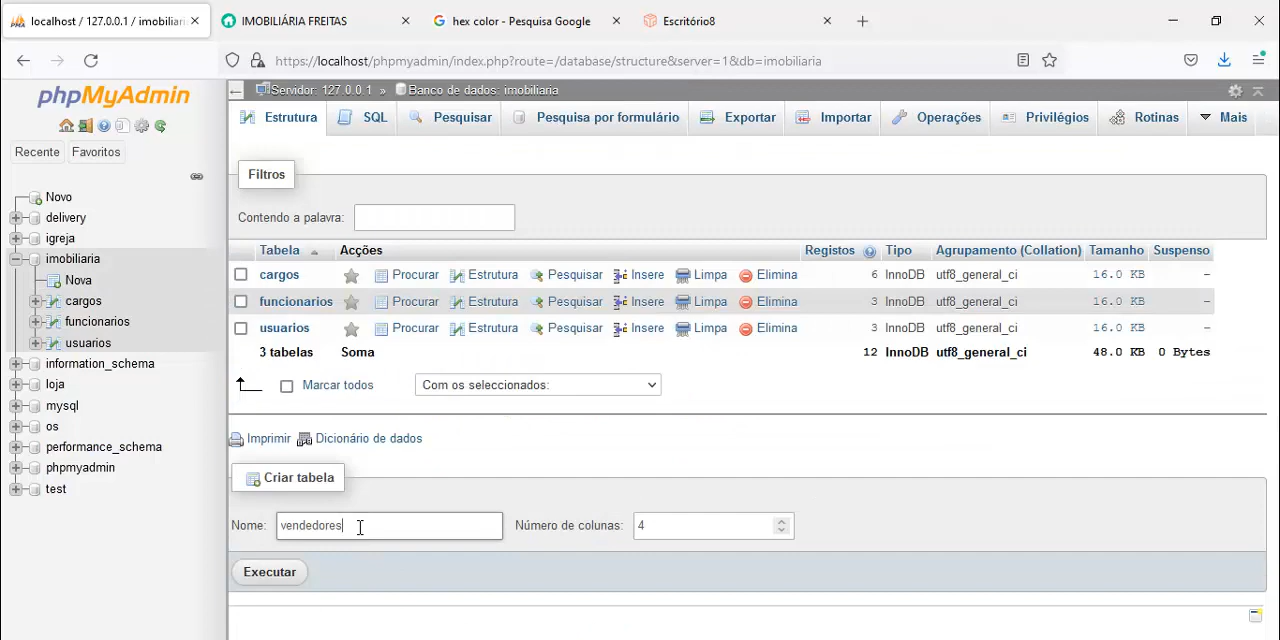 localhost / 127.0.0.1 / imobiliari
IMOBILIÁRIA FREITAS
hex color - Pesquisa Google
Escritório8
https://localhost/phpmyadmin/index.php?route=/database/structure&server=1&db=imobiliaria
phpMyAdmin
Recente Favoritos
Novo
delivery
igreja
imobiliaria
Nova
cargos
funcionarios
usuarios
information_schema
loja
mysql
os
performance_schema
phpmyadmin
test
Servidor: 127.0.0.1 » Banco de dados: imobiliaria
Estrutura SQL Pesquisar Pesquisa por formulário Exportar Importar Operações Privilégios Rotinas Mais
Filtros
Contendo a palavra:
Tabela Acções Registos Tipo Agrupamento (Collation) Tamanho Suspenso
cargos Procurar Estrutura Pesquisar Insere Limpa Elimina 6 InnoDB utf8_general_ci 16.0 KB -
funcionarios Procurar Estrutura Pesquisar Insere Limpa Elimina 3 InnoDB utf8_general_ci 16.0 KB -
usuarios Procurar Estrutura Pesquisar Insere Limpa Elimina 3 InnoDB utf8_general_ci 16.0 KB -
3 tabelas Soma 12 InnoDB utf8_general_ci 48.0 KB 0 Bytes
Marcar todos Com os seleccionados:
Imprimir Dicionário de dados
Criar tabela
Nome: vendedores Número de colunas: 4
Executar